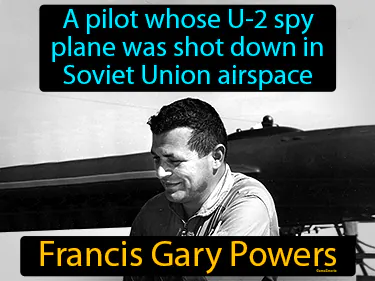 A pilot whose U-2 spy
plane was shot down in
Soviet Union airspace
Francis Gary Powers